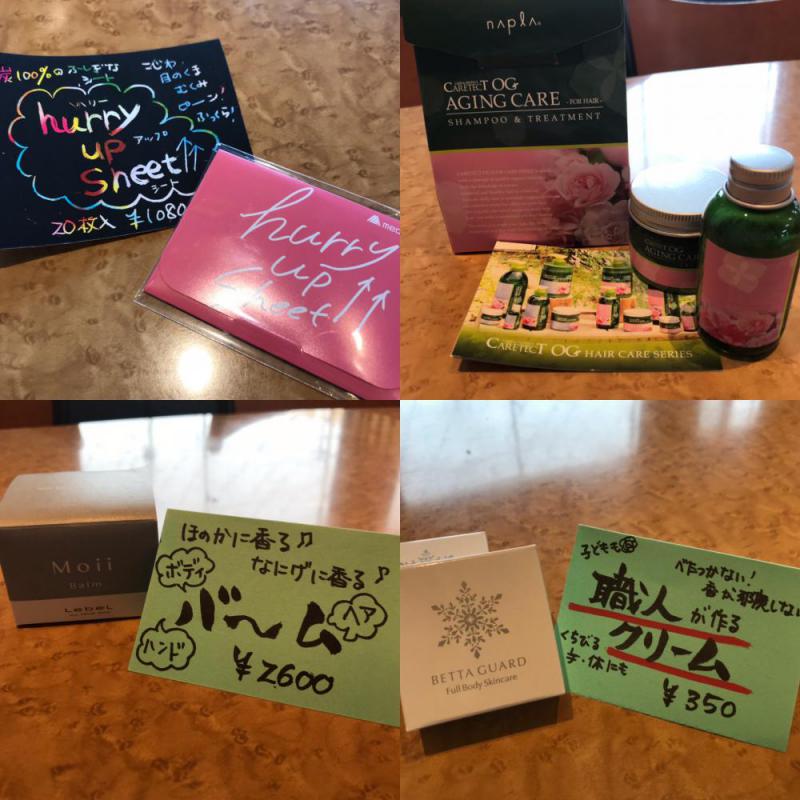 炭100%のふしぎな
シート
こじわ
目のくま
むくみ
ピーン!
ふっくら!
ハリー
hurry
up
アップ
Sheet
シート
20枚入 ¥1080
hurry
up
sheet
napla
CARETECT OG
AGING CARE -FOR HAIR-
SHAMPOO & TREATMENT
CARETECT OG
AGING CARE
CARETECT OG HAIR CARE SERIES
Moii
Balm
LebeL
ほのかに香る♪
なにげに香る♪
ボディ
バーム
ヘア
ハンド
¥2600
BETTA GUARD
Full Body Skincare
子どもも
べたつかない!
香が邪魔しない
職人が作る
クリーム
くちびる
手・体にも
¥350